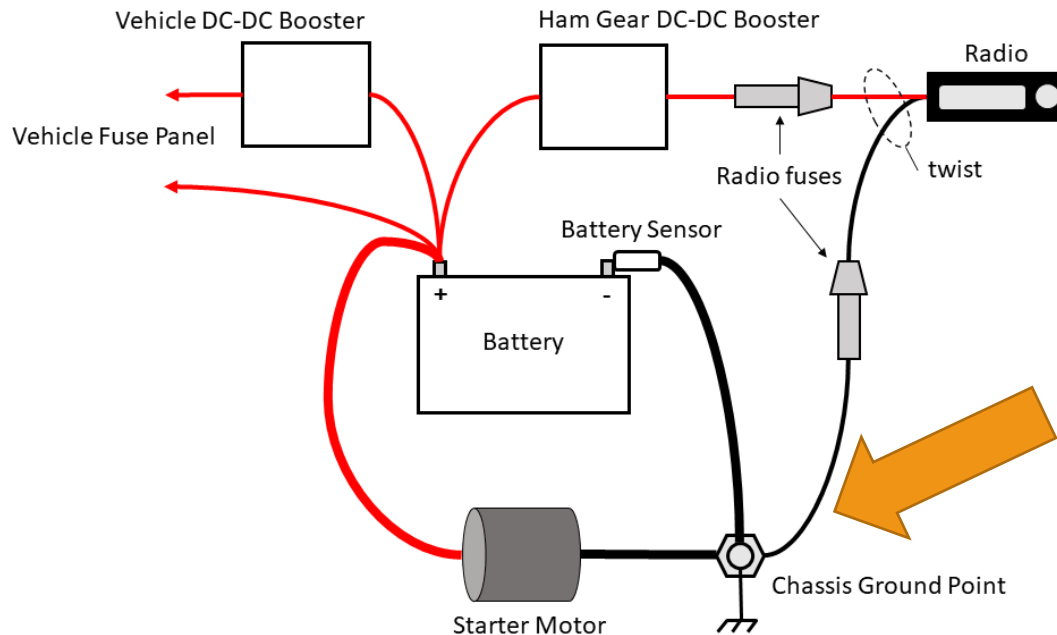 Vehicle DC-DC Booster
Ham Gear DC-DC Booster
Radio
Vehicle Fuse Panel
Radio fuses
twist
Battery Sensor
+
-
Battery
Chassis Ground Point
Starter Motor